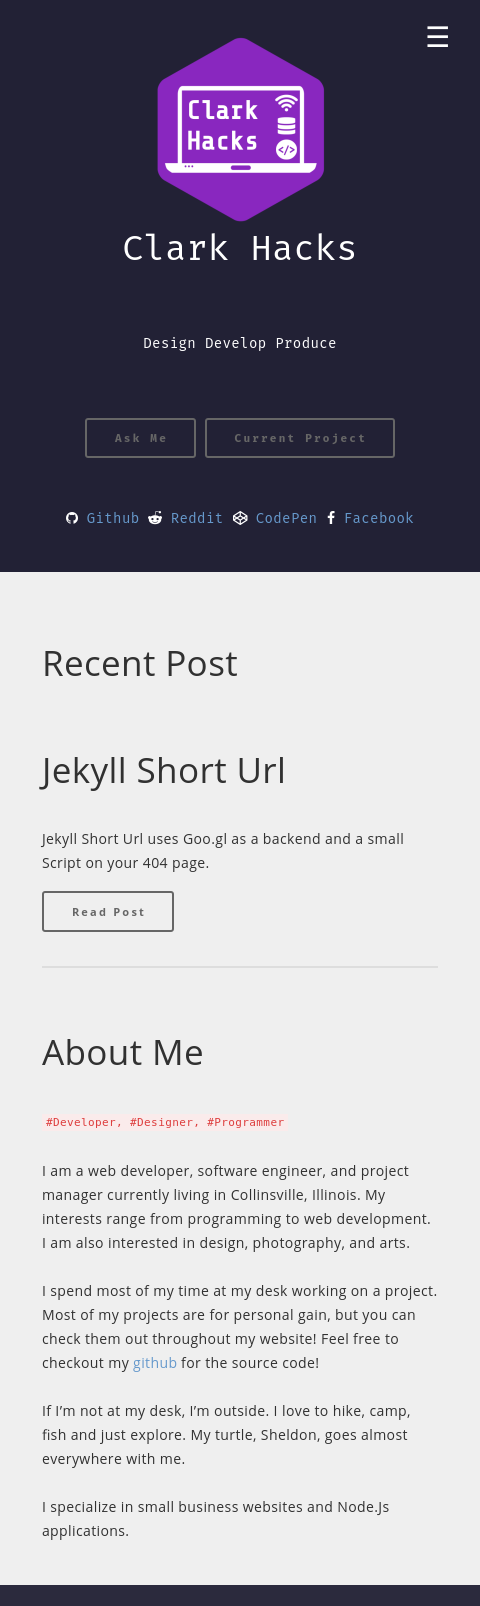 ☰
Clark
Hacks
</>
Clark Hacks
Design Develop Produce
Ask Me Current Project
Github Reddit CodePen Facebook
Recent Post
Jekyll Short Url
Jekyll Short Url uses Goo.gl as a backend and a small
Script on your 404 page.
Read Post
About Me
#Developer, #Designer, #Programmer
I am a web developer, software engineer, and project
manager currently living in Collinsville, Illinois. My
interests range from programming to web development.
I am also interested in design, photography, and arts.
I spend most of my time at my desk working on a project.
Most of my projects are for personal gain, but you can
check them out throughout my website! Feel free to
checkout my github for the source code!
If I’m not at my desk, I’m outside. I love to hike, camp,
fish and just explore. My turtle, Sheldon, goes almost
everywhere with me.
I specialize in small business websites and Node.Js
applications.